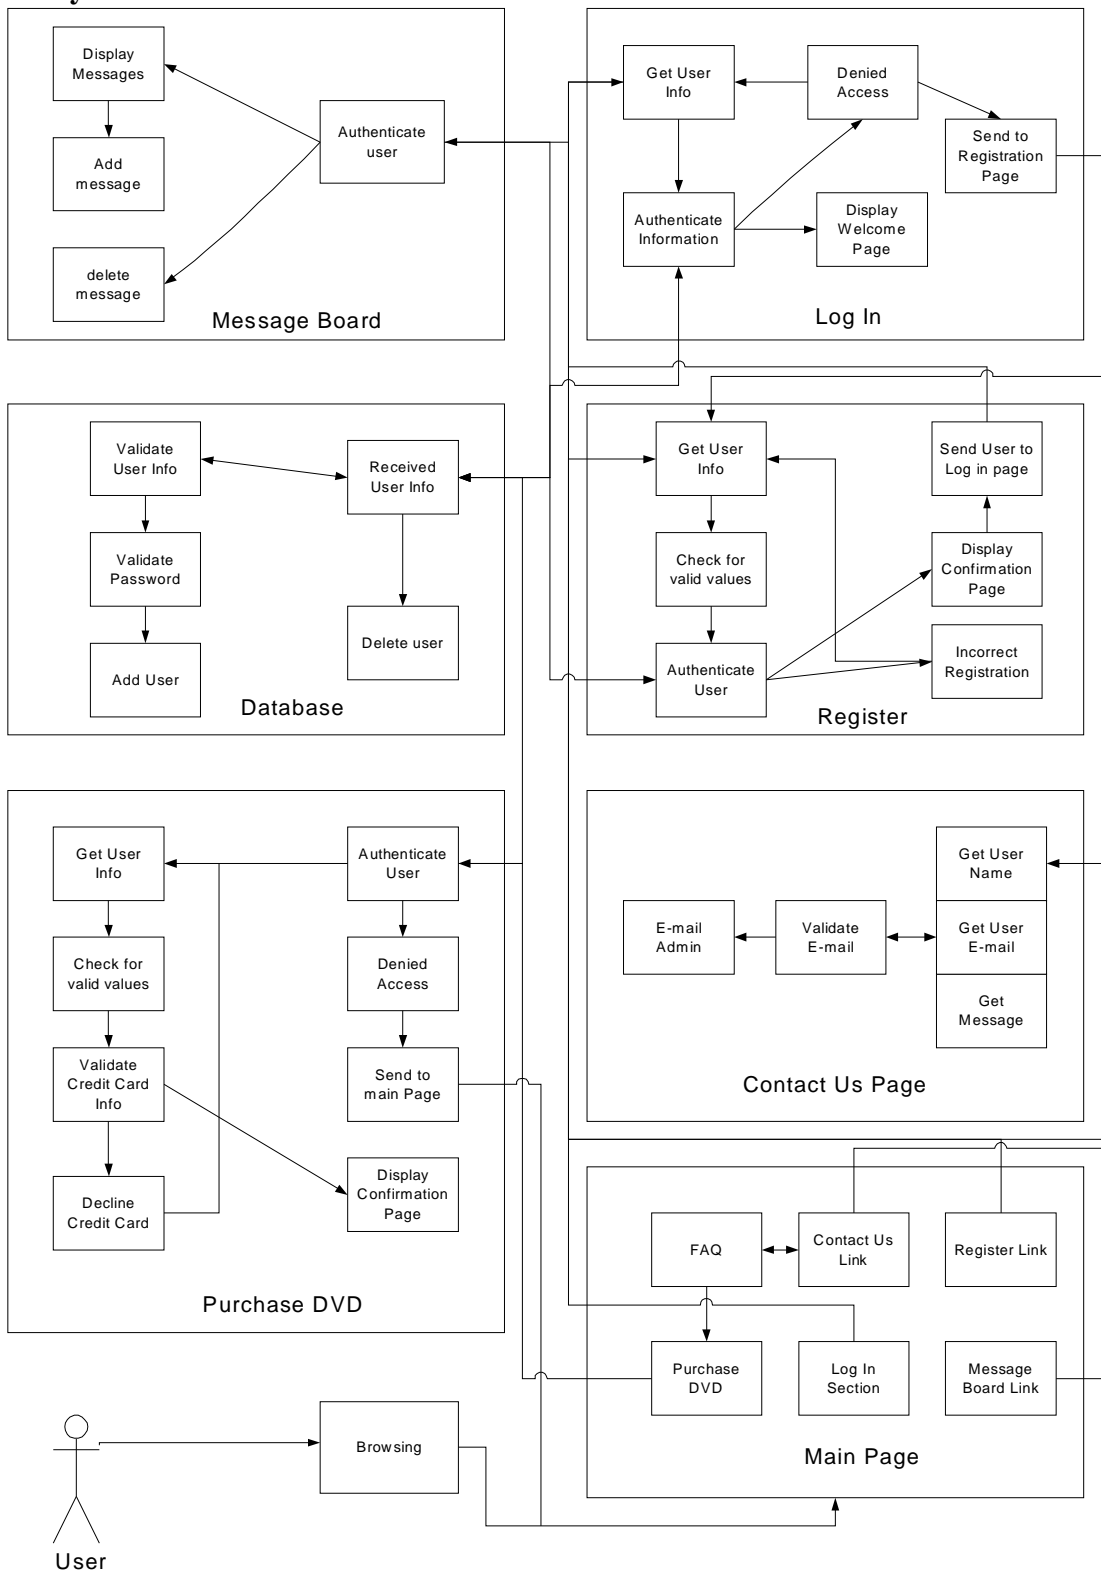 Display
Messages
Add
message
delete
message
Authenticate
user
Message Board
Get User
Info
Denied
Access
Send to
Registration
Page
Authenticate
Information
Display
Welcome
Page
Log In
Validate
User Info
Received
User Info
Validate
Password
Add User
Delete user
Database
Get User
Info
Send User to
Log in page
Check for
valid values
Display
Confirmation
Page
Authenticate
User
Incorrect
Registration
Register
Get User
Info
Authenticate
User
Check for
valid values
Denied
Access
Validate
Credit Card
Info
Send to
main Page
Decline
Credit Card
Display
Confirmation
Page
Purchase DVD
Get User
Name
E-mail
Admin
Validate
E-mail
Get User
E-mail
Get
Message
Contact Us Page
FAQ
Contact Us
Link
Register Link
Purchase
DVD
Log In
Section
Message
Board Link
Main Page
Browsing
User